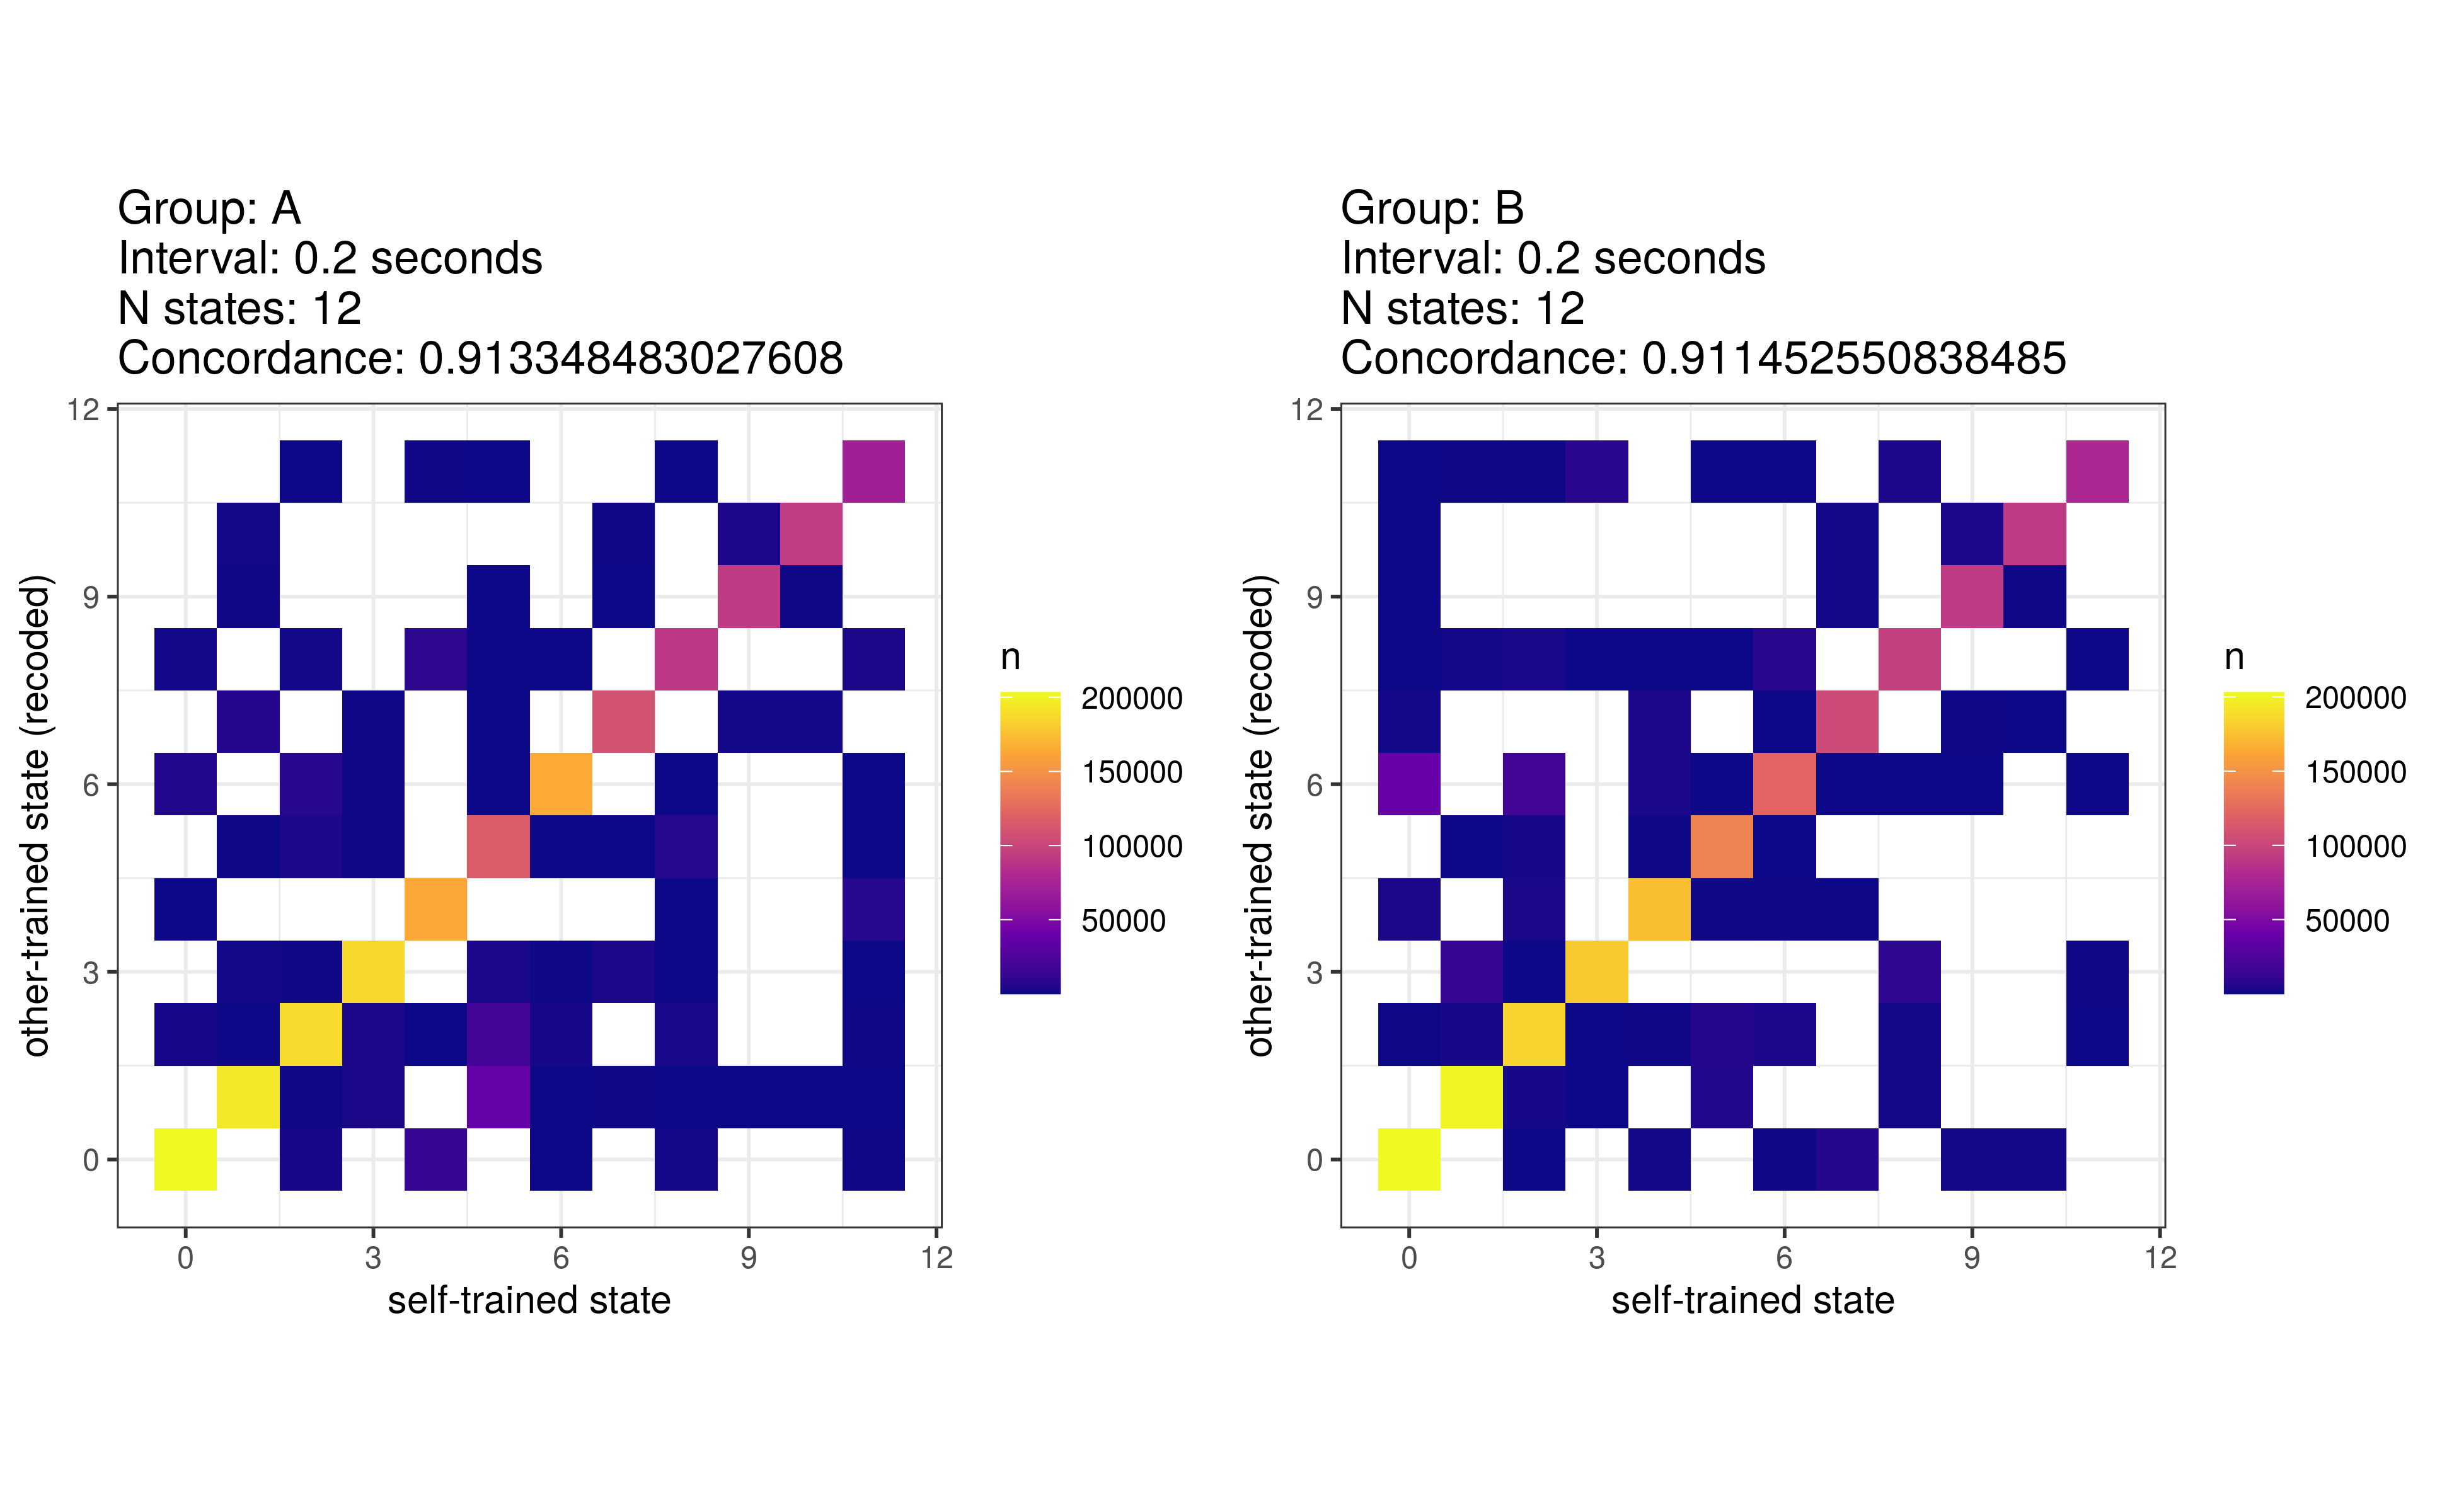 Group: A
Interval: 0.2 seconds
N states: 12
Concordance: 0.913348483027608
12
9
6
3
0
other-trained state (recoded)
0 3 6 9 12
self-trained state
n
200000
150000
100000
50000
Group: B
Interval: 0.2 seconds
N states: 12
Concordance: 0.911452550838485
12
9
6
3
0
other-trained state (recoded)
0 3 6 9 12
self-trained state
n
200000
150000
100000
50000